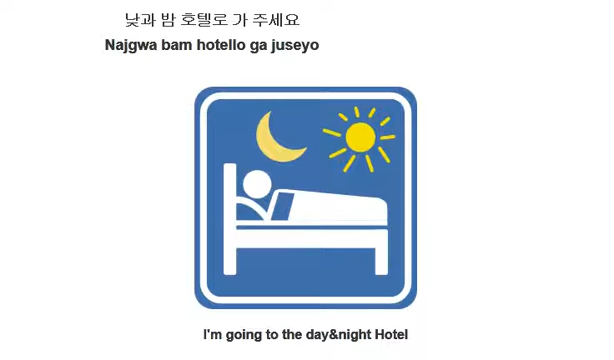 낮과 밤 호텔로 가 주세요
Najgwa bam hotello ga juseyo
I'm going to the day&night Hotel